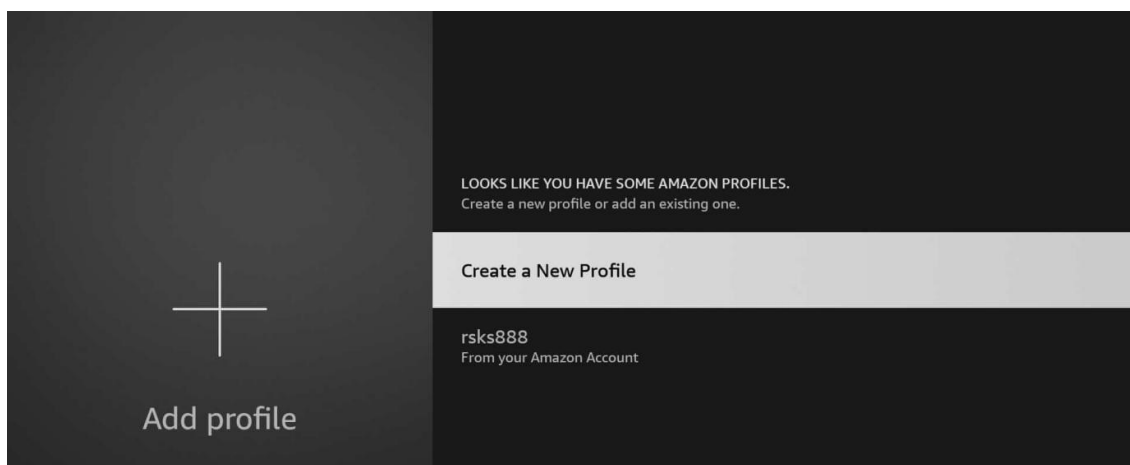 LOOKS LIKE YOU HAVE SOME AMAZON PROFILES.
Create a new profile or add an existing one.
Create a New Profile
rsks888
From your Amazon Account
Add profile